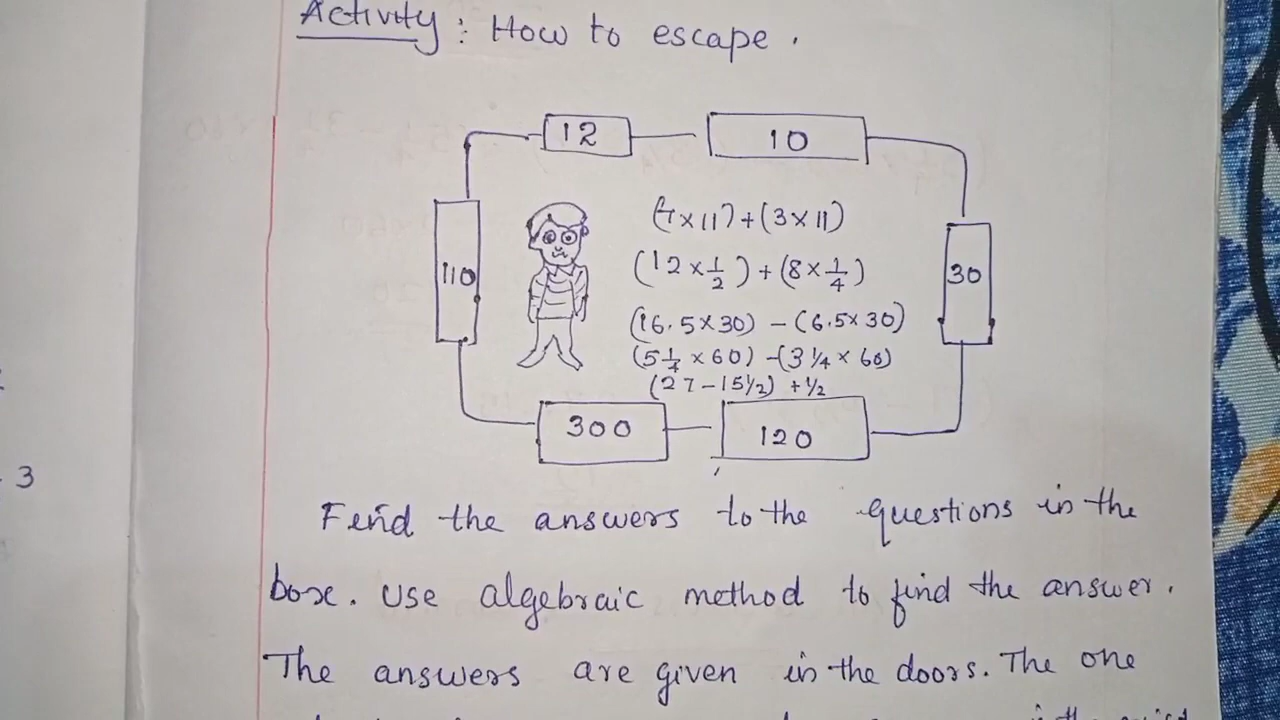 Activity : How to escape .
12
10
110
30
(7 x 11) + (3 x 11)
(12 x 1/2) + (8 x 1/4)
(16.5 x 30) - (6.5 x 30)
(5 1/4 x 60) - (3 1/4 x 60)
(27 - 15 1/2) + 1/2
300
120
3
Find the answers to the questions in the
box. Use algebraic method to find the answer.
The answers are given in the doors. The one